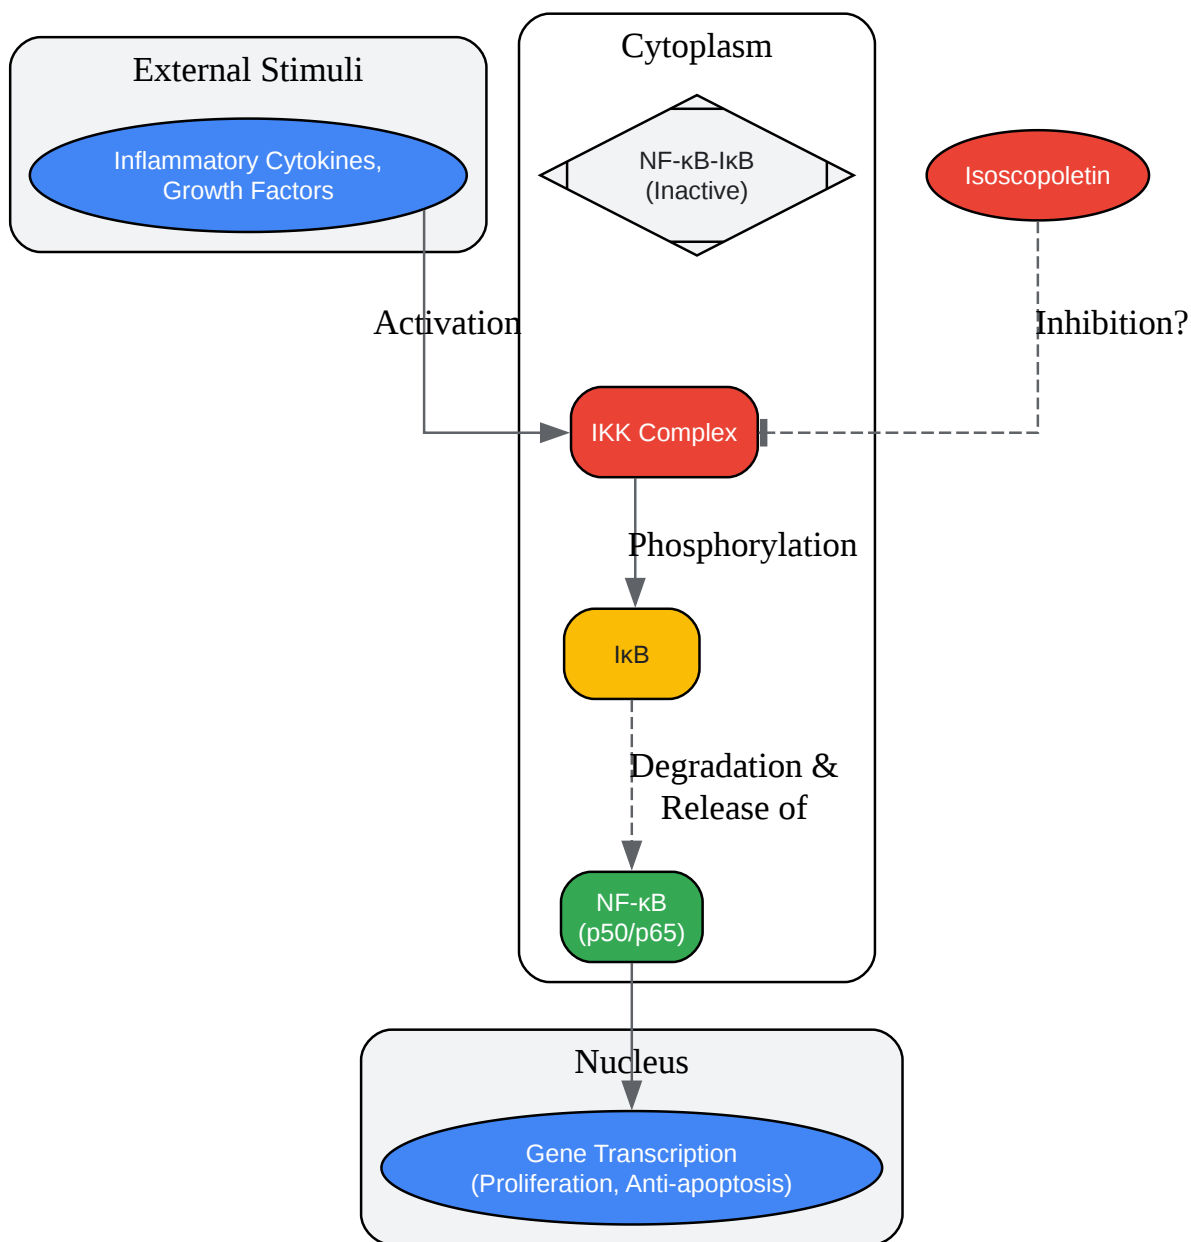 External Stimuli
Inflammatory Cytokines,
Growth Factors
Cytoplasm
NF-κB-IκB
(Inactive)
Isoscopoletin
Activation
Inhibition?
IKK Complex
Phosphorylation
IκB
Degradation &
Release of
NF-κB
(p50/p65)
Nucleus
Gene Transcription
(Proliferation, Anti-apoptosis)